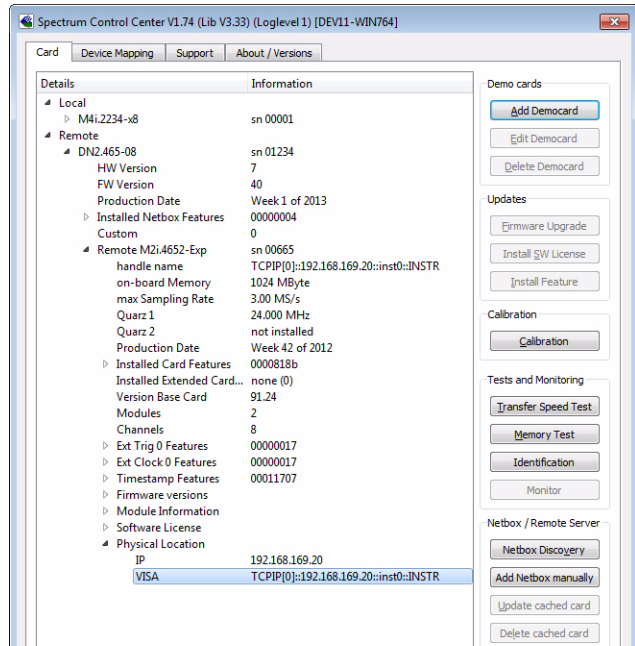 Spectrum Control Center V1.74 (Lib V3.33) (Loglevel 1) [DEV11-WIN764]
Card Device Mapping Support About / Versions
Details Information
Local
M4i.2234-x8 sn 00001
Remote
DN2.465-08 sn 01234
HW Version 7
FW Version 40
Production Date Week 1 of 2013
Installed Netbox Features 00000004
Custom 0
Remote M2i.4652-Exp sn 00665
handle name TCPIP[0]::192.168.169.20::inst0::INSTR
on-board Memory 1024 MByte
max Sampling Rate 3.00 MS/s
Quarz 1 24.000 MHz
Quarz 2 not installed
Production Date Week 42 of 2012
Installed Card Features 0000818b
Installed Extended Card... none (0)
Version Base Card 91.24
Modules 2
Channels 8
Ext Trig 0 Features 00000017
Ext Clock 0 Features 00000017
Timestamp Features 00011707
Firmware versions
Module Information
Software License
Physical Location
IP 192.168.169.20
VISA TCPIP[0]::192.168.169.20::inst0::INSTR
Demo cards
Add Democard
Edit Democard
Delete Democard
Updates
Firmware Upgrade
Install SW License
Install Feature
Calibration
Calibration
Tests and Monitoring
Transfer Speed Test
Memory Test
Identification
Monitor
Netbox / Remote Server
Netbox Discovery
Add Netbox manually
Update cached card
Delete cached card